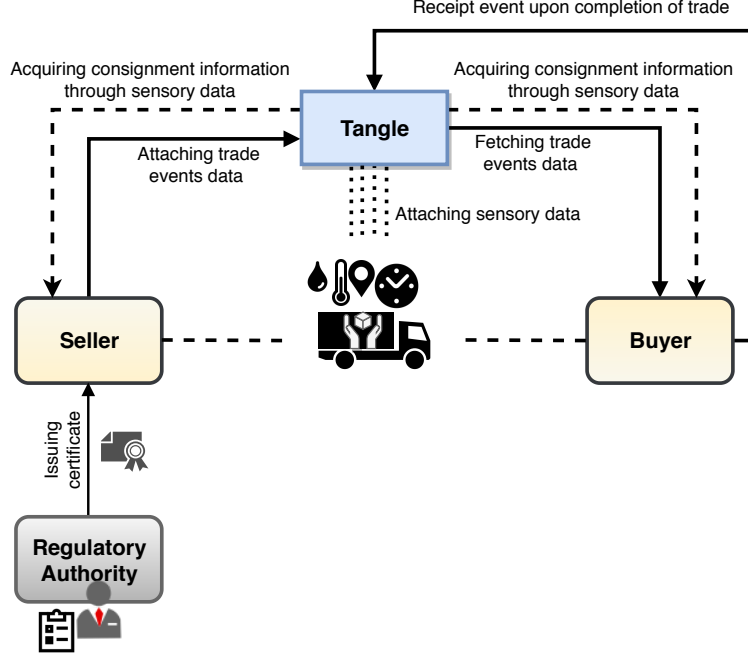 Receipt event upon completion of trade
Acquiring consignment information
through sensory data
Acquiring consignment information
through sensory data
Tangle
Attaching trade
events data
Fetching trade
events data
Attaching sensory data
Seller
Buyer
Issuing
certificate
Regulatory
Authority